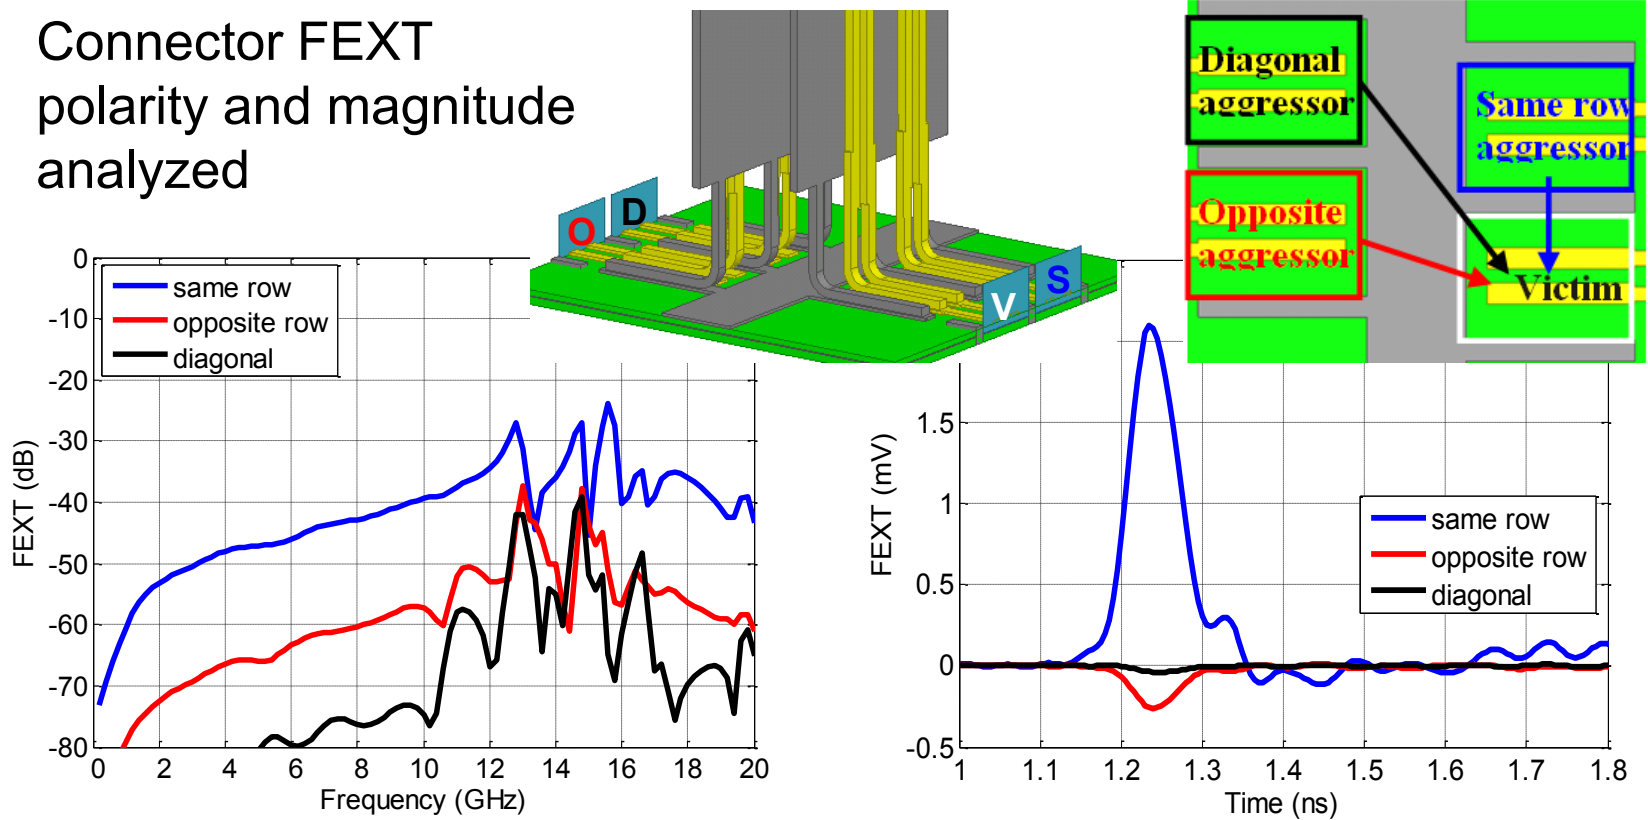 Connector FEXT
polarity and magnitude
analyzed
O
D
V
S
Diagonal
aggressor
Same row
aggressor
Opposite
aggressor
Victim
0
-10
-20
-30
-40
-50
-60
-70
-80
FEXT (dB)
same row
opposite row
diagonal
0 2 4 6 8 10 12 14 16 18 20
Frequency (GHz)
1.5
1
0.5
0
-0.5
FEXT (mV)
same row
opposite row
diagonal
1 1.1 1.2 1.3 1.4 1.5 1.6 1.7 1.8
Time (ns)